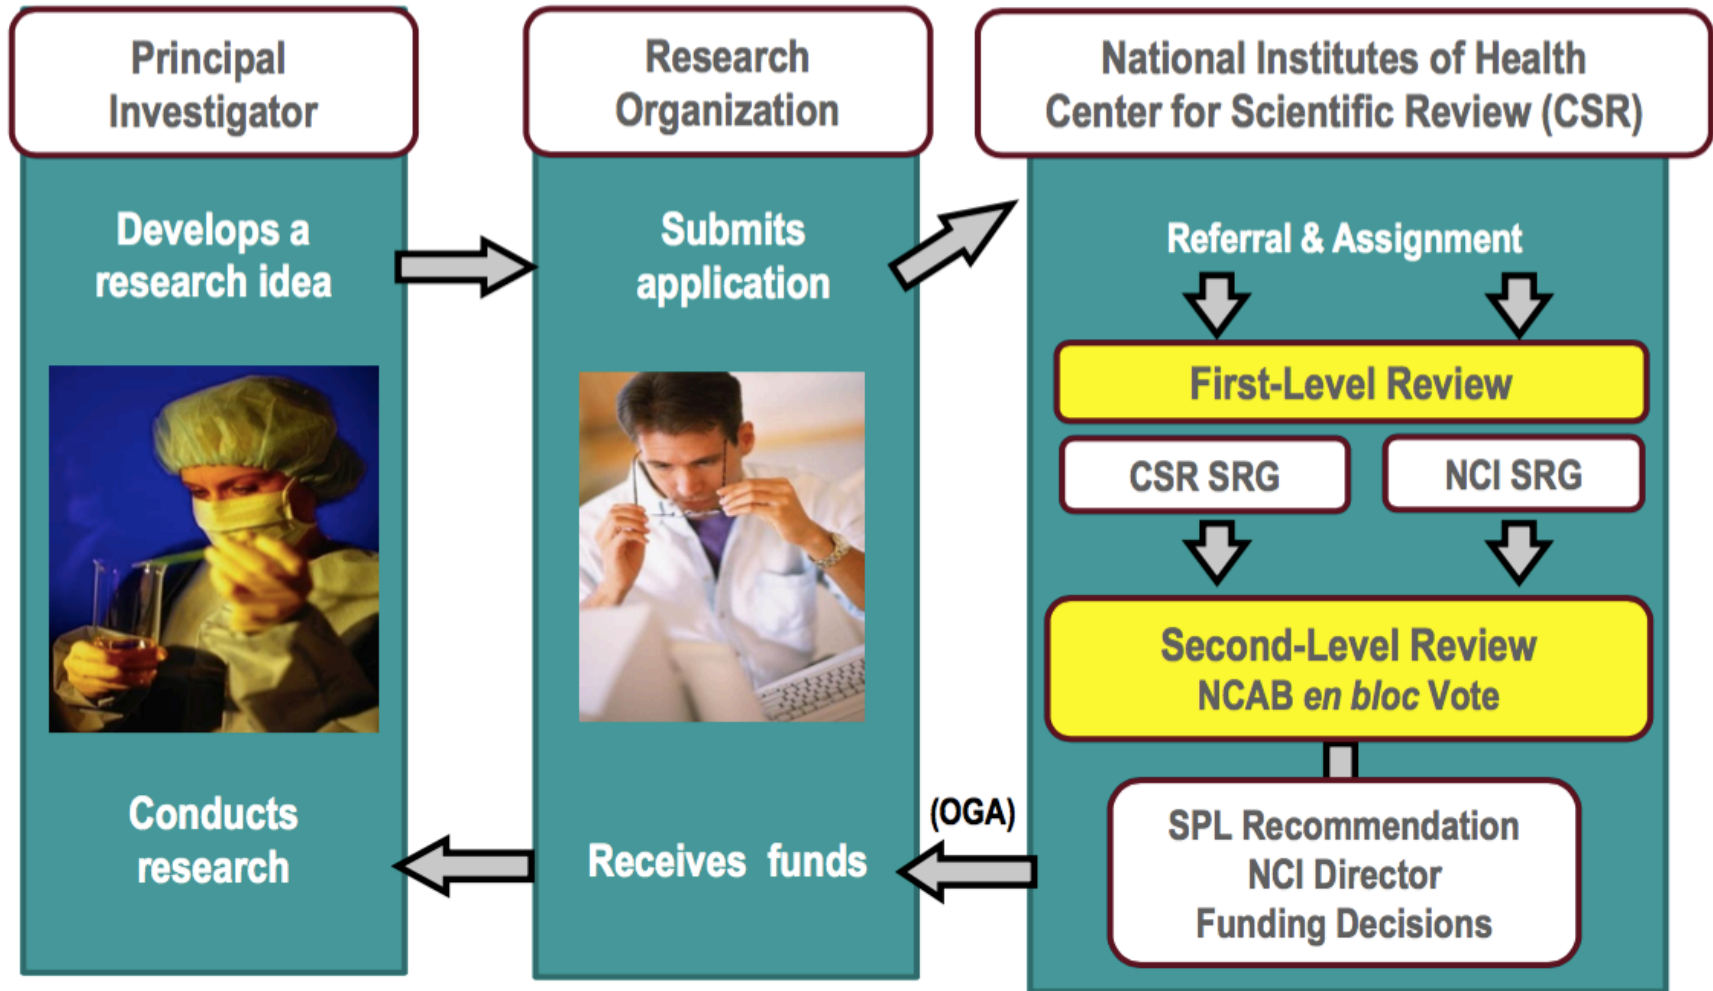 Principal
Investigator
Develops a
research idea
Conducts
research
Research
Organization
Submits
application
Receives funds
(OGA)
National Institutes of Health
Center for Scientific Review (CSR)
Referral & Assignment
First-Level Review
CSR SRG
NCI SRG
Second-Level Review
NCAB en bloc Vote
SPL Recommendation
NCI Director
Funding Decisions